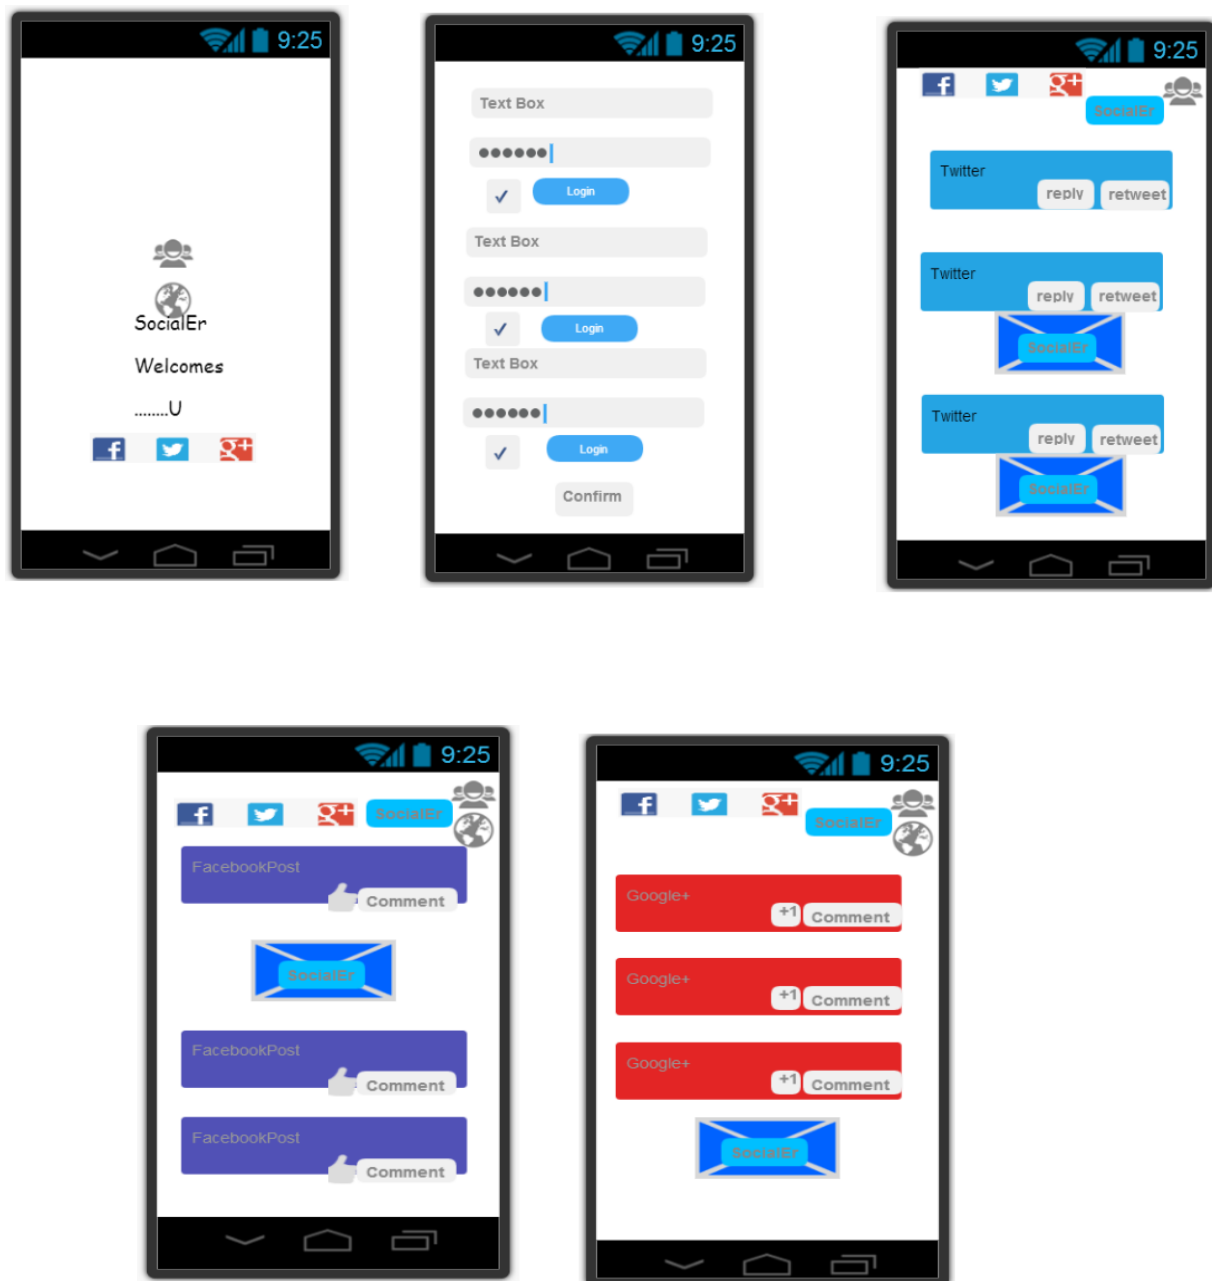 9:25
SocialEr
Welcomes
........U
f
g+
9:25
Text Box
Login
Text Box
Login
Text Box
Login
Confirm
9:25
f
g+
SocialEr
Twitter
reply retweet
Twitter
reply retweet
SocialEr
Twitter
reply retweet
SocialEr
9:25
f
g+
SocialEr
FacebookPost
Comment
SocialEr
FacebookPost
Comment
FacebookPost
Comment
9:25
f
g+
SocialEr
Google+
+1 Comment
Google+
+1 Comment
Google+
+1 Comment
SocialEr